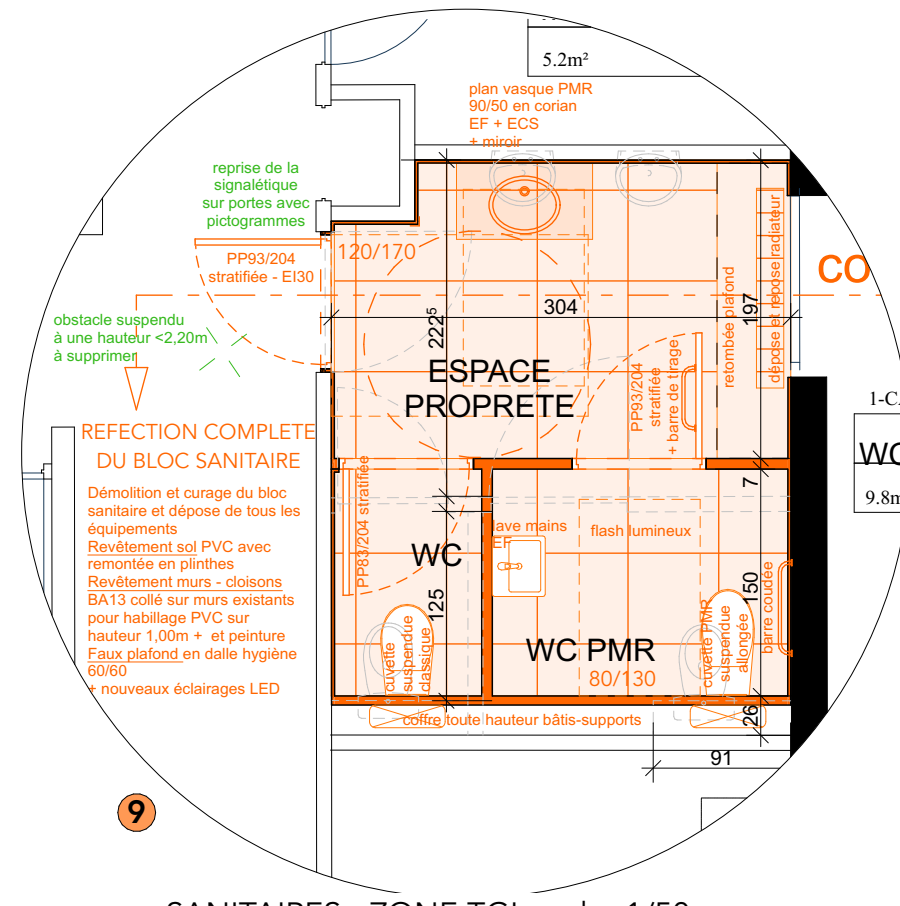 5.2m²
plan vasque PMR
90/50 en corian
EF + ECS
+ miroir
reprise de la
signalétique
sur portes avec
pictogrammes
PP93/204
stratifiée - EI30
120/170
obstacle suspendu
à une hauteur <2,20m
à supprimer
304
222⁵
197
retombée plafond
dépose et repose radiateur
CO
ESPACE
PROPRETE
PP93/204
stratifiée
+ barre de tirage
REFECTION COMPLETE
DU BLOC SANITAIRE
Démolition et curage du bloc
sanitaire et dépose de tous les
équipements
Revêtement sol PVC avec
remontée en plinthes
Revêtement murs - cloisons
BA13 collé sur murs existants
pour habillage PVC sur
hauteur 1,00m + et peinture
Faux plafond en dalle hygiène
60/60
+ nouveaux éclairages LED
PP83/204 stratifiée
WC
125
cuvette
suspendue
classique
lave mains
EF
flash lumineux
7
150
WC PMR
80/130
cuvette PMR
suspendue
allongée
barre coudée
coffre toute hauteur bâtis-supports
26
91
WC
9.8m
9
SANITAIRES - ZONE TGI
1/50